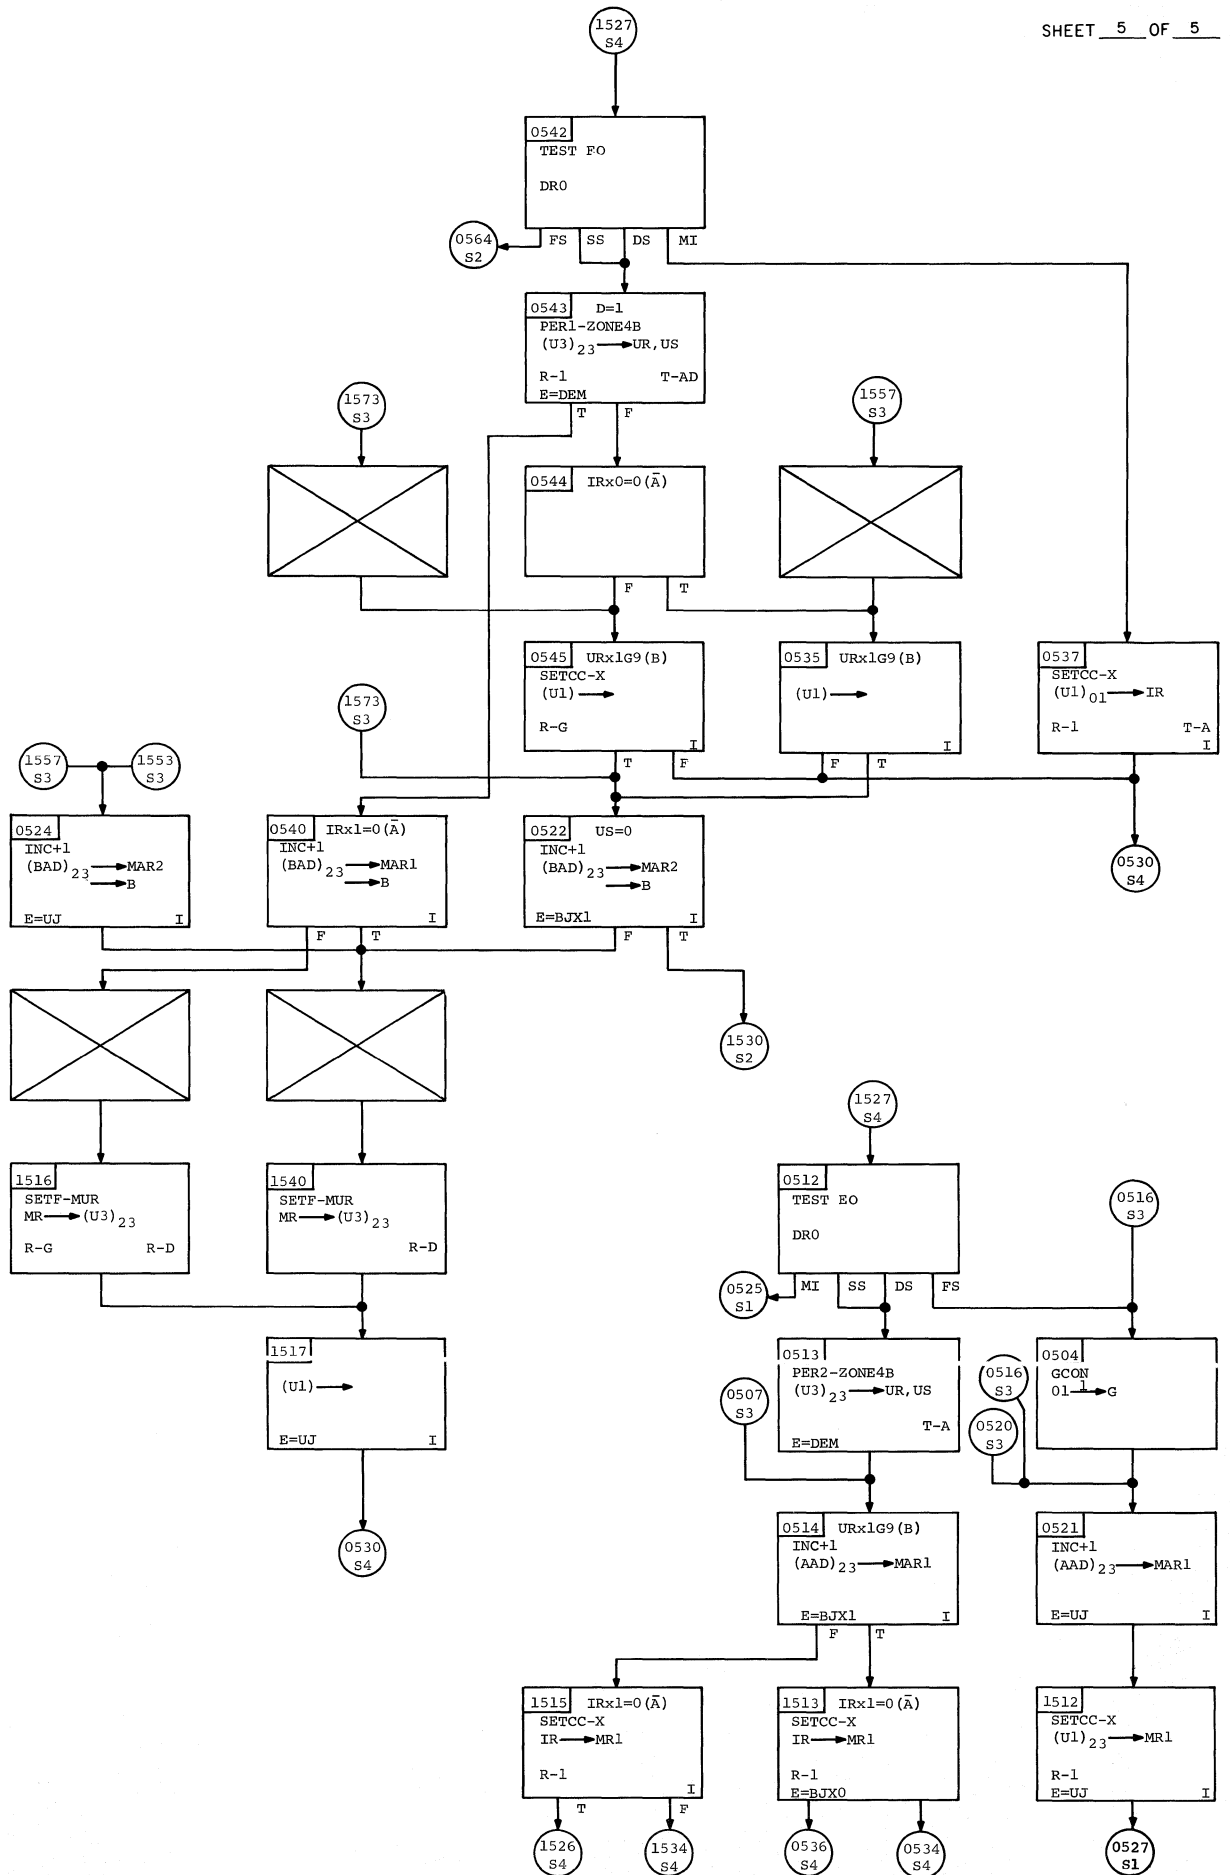 SHEET 5 OF 5
1527
S4
0542
TEST FO
DR0
FS SS DS MI
0564
S2
0543 D=1
PER1-ZONE4B
(U3)23 → UR,US
R-1 T-AD
E=DEM
T F
1573
S3
1557
S3
0544 IRx0=0(Ā)
F T
0545 URx1G9(B)
SETCC-X
(U1) →
R-G
I
T F
0535 URx1G9(B)
(U1) →
I
F T
0537
SETCC-X
(U1)01 → IR
R-1 T-A
I
1573
S3
1557
S3
1553
S3
0524
INC+1
(BAD)23 → MAR2
→ B
E=UJ I
0540 IRx1=0(Ā)
INC+1
(BAD)23 → MAR1
→ B
I
F T
0522 US=0
INC+1
(BAD)23 → MAR2
→ B
E=BJX1 I
F T
0530
S4
1530
S2
1516
SETF-MUR
MR → (U3)23
R-G R-D
1540
SETF-MUR
MR → (U3)23
R-D
1517
(U1) →
E=UJ I
0530
S4
1527
S4
0512
TEST EO
DR0
MI SS DS FS
0525
S1
0516
S3
0513
PER2-ZONE4B
(U3)23 → UR,US
T-A
E=DEM
0507
S3
0516
S3
0520
S3
0504
GCON
01 1 → G
0514 URx1G9(B)
INC+1
(AAD)23 → MAR1
E=BJX1 I
F T
0521
INC+1
(AAD)23 → MAR1
E=UJ I
1515 IRx1=0(Ā)
SETCC-X
IR → MR1
R-1
I
T F
1513 IRx1=0(Ā)
SETCC-X
IR → MR1
R-1
E=BJX0
1512
SETCC-X
(U1)23 → MR1
R-1
E=UJ I
1526
S4
1534
S4
0536
S4
0534
S4
0527
S1